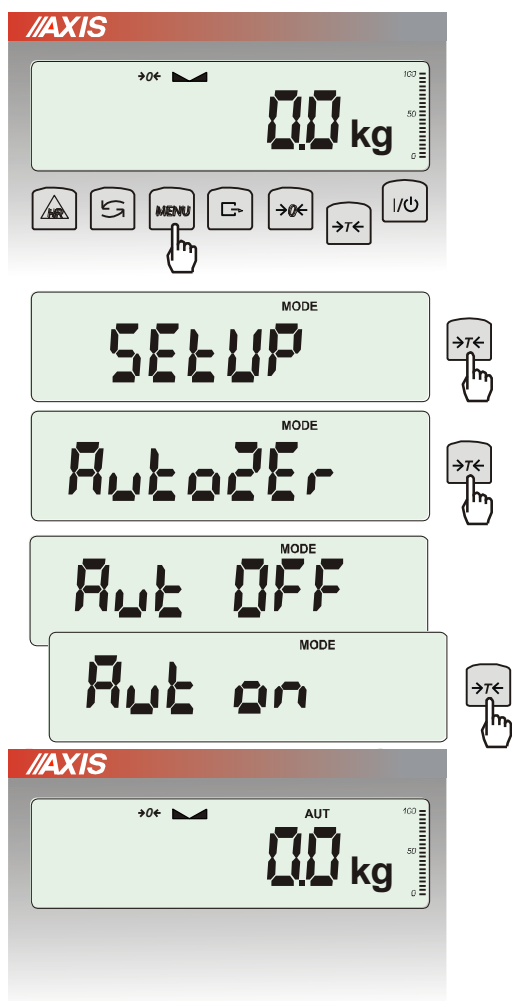 //AXIS
→0←
100
50
0
0.0 kg
HR MENU →0← →T← I/⏻
MODE
SEtUP
→T←
MODE
AutoZEr
→T←
MODE
Aut OFF
MODE
Aut on
→T←
//AXIS
→0← AUT
100
50
0
0.0 kg